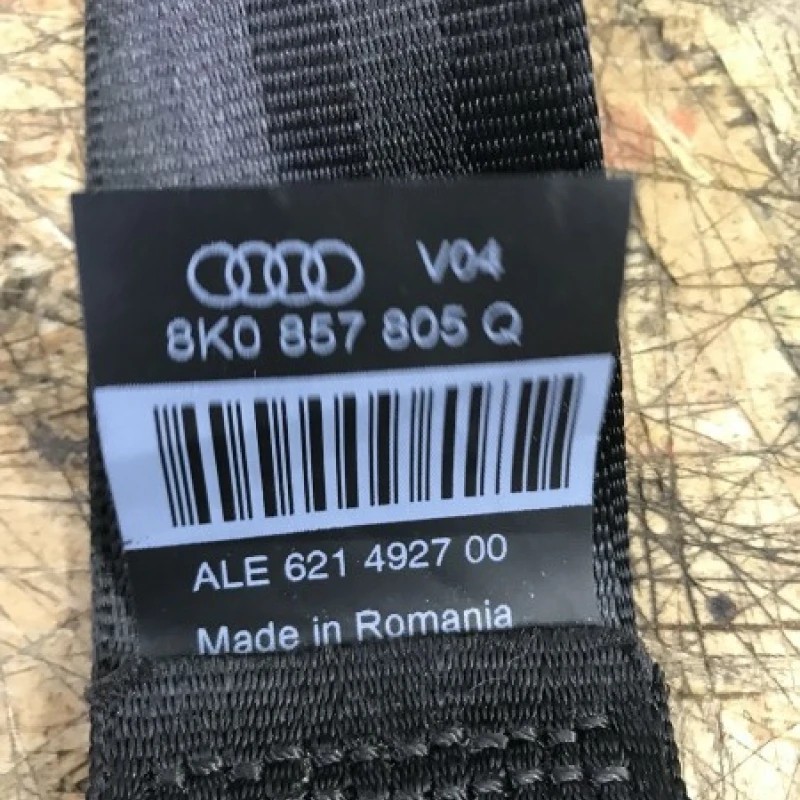 V04
8K0 857 805 Q
ALE 621 4927 00
Made in Romania